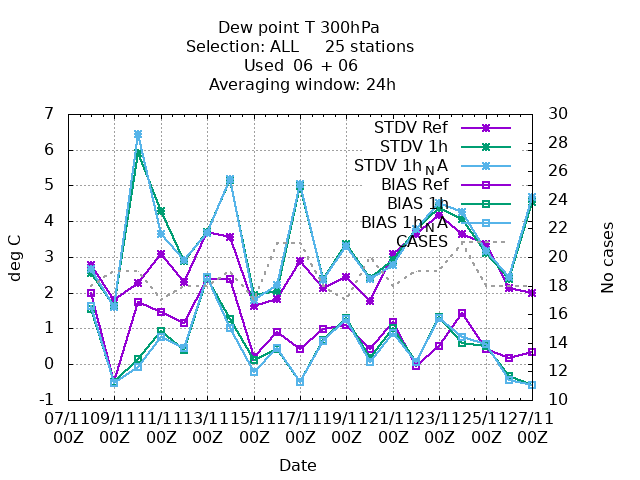 Dew point T 300hPa
Selection: ALL 25 stations
Used 06 + 06
Averaging window: 24h
7
6
5
4
3
2
1
0
-1
deg C
30
28
26
24
22
20
18
16
14
12
10
No cases
STDV Ref
STDV 1h
STDV 1h_NA
BIAS Ref
BIAS 1h
BIAS 1h_NA
CASES
07/11 09/11 11/11 13/11 15/11 17/11 19/11 21/11 23/11 25/11 27/11
00Z 00Z 00Z 00Z 00Z 00Z 00Z 00Z 00Z 00Z 00Z
Date